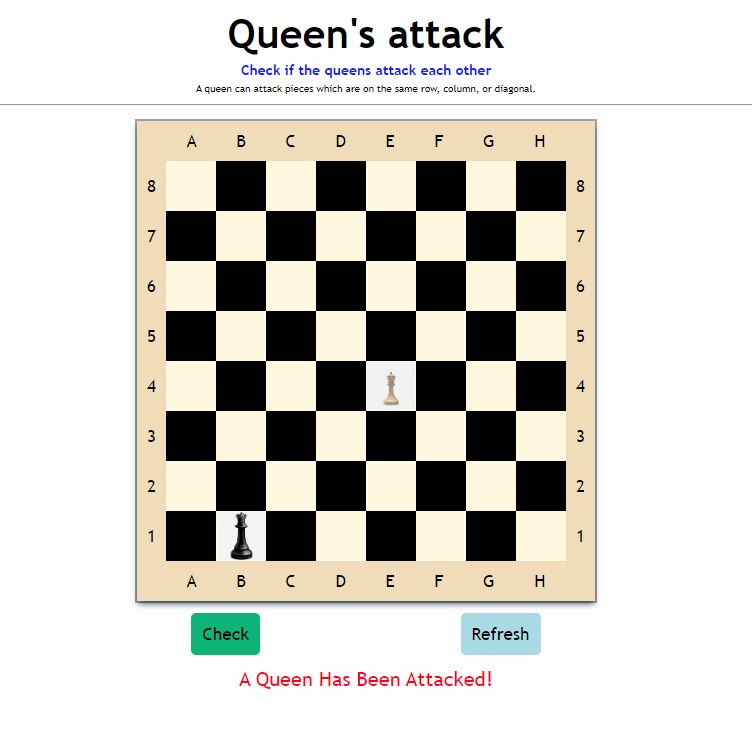 Queen's attack
Check if the queens attack each other
A queen can attack pieces which are on the same row, column, or diagonal.
A B C D E F G H
8 8
7 7
6 6
5 5
4 4
3 3
2 2
1 1
A B C D E F G H
Check Refresh
A Queen Has Been Attacked!